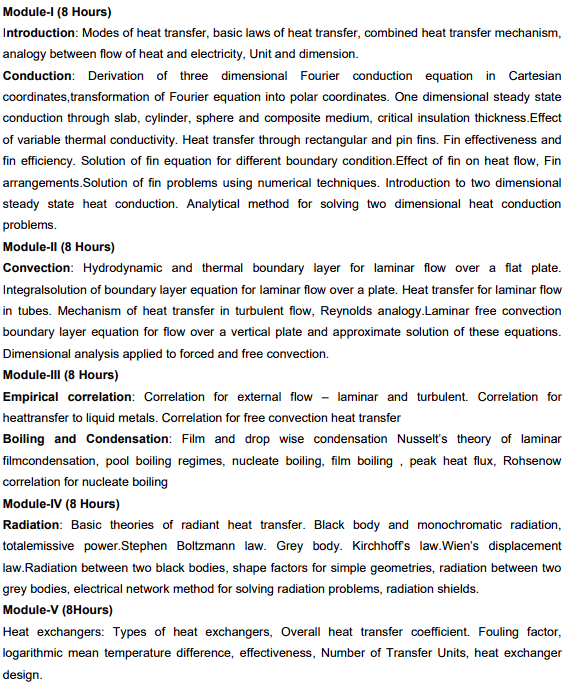 Module-I (8 Hours)
Introduction: Modes of heat transfer, basic laws of heat transfer, combined heat transfer mechanism,
analogy between flow of heat and electricity, Unit and dimension.
Conduction: Derivation of three dimensional Fourier conduction equation in Cartesian
coordinates,transformation of Fourier equation into polar coordinates. One dimensional steady state
conduction through slab, cylinder, sphere and composite medium, critical insulation thickness.Effect
of variable thermal conductivity. Heat transfer through rectangular and pin fins. Fin effectiveness and
fin efficiency. Solution of fin equation for different boundary condition.Effect of fin on heat flow, Fin
arrangements.Solution of fin problems using numerical techniques. Introduction to two dimensional
steady state heat conduction. Analytical method for solving two dimensional heat conduction
problems.
Module-II (8 Hours)
Convection: Hydrodynamic and thermal boundary layer for laminar flow over a flat plate.
Integralsolution of boundary layer equation for laminar flow over a plate. Heat transfer for laminar flow
in tubes. Mechanism of heat transfer in turbulent flow, Reynolds analogy.Laminar free convection
boundary layer equation for flow over a vertical plate and approximate solution of these equations.
Dimensional analysis applied to forced and free convection.
Module-III (8 Hours)
Empirical correlation: Correlation for external flow – laminar and turbulent. Correlation for
heattransfer to liquid metals. Correlation for free convection heat transfer
Boiling and Condensation: Film and drop wise condensation Nusselt's theory of laminar
filmcondensation, pool boiling regimes, nucleate boiling, film boiling , peak heat flux, Rohsenow
correlation for nucleate boiling
Module-IV (8 Hours)
Radiation: Basic theories of radiant heat transfer. Black body and monochromatic radiation,
totalemissive power.Stephen Boltzmann law. Grey body. Kirchhoff's law.Wien's displacement
law.Radiation between two black bodies, shape factors for simple geometries, radiation between two
grey bodies, electrical network method for solving radiation problems, radiation shields.
Module-V (8Hours)
Heat exchangers: Types of heat exchangers, Overall heat transfer coefficient. Fouling factor,
logarithmic mean temperature difference, effectiveness, Number of Transfer Units, heat exchanger
design.